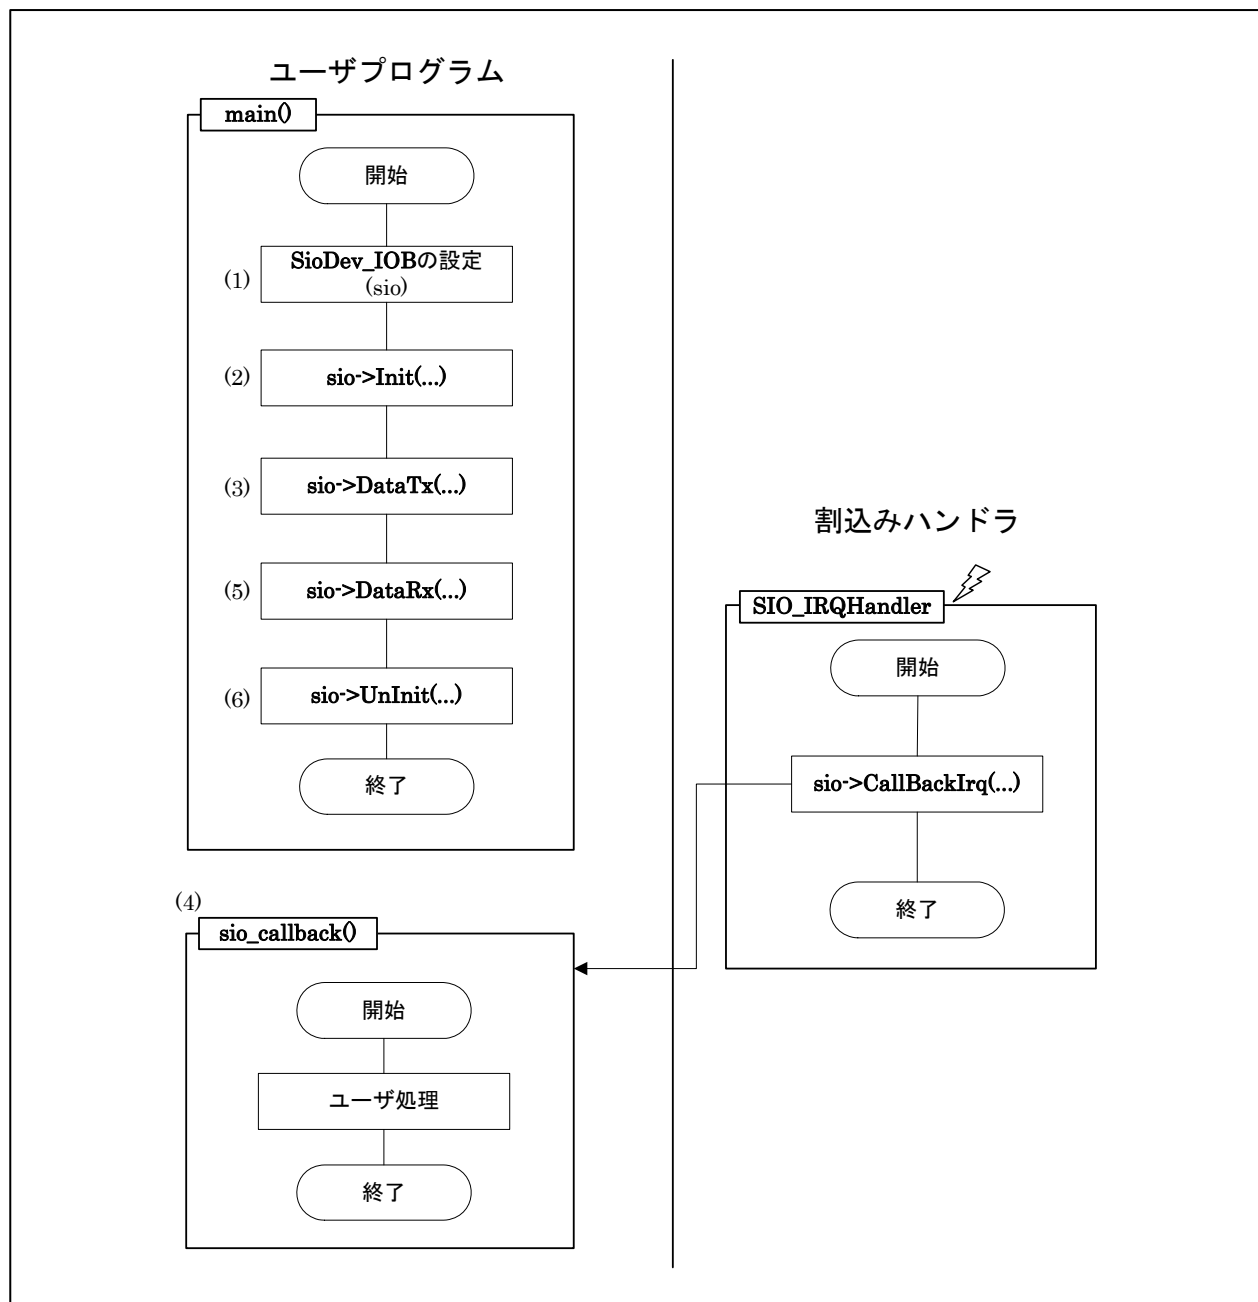 ユーザプログラム
main()
開始
(1)
SioDev_IOBの設定
(sio)
(2)
sio->Init(...)
(3)
sio->DataTx(...)
(5)
sio->DataRx(...)
(6)
sio->UnInit(...)
終了
(4)
sio_callback()
開始
ユーザ処理
終了
割込みハンドラ
SIO_IRQHandler
開始
sio->CallBackIrq(...)
終了